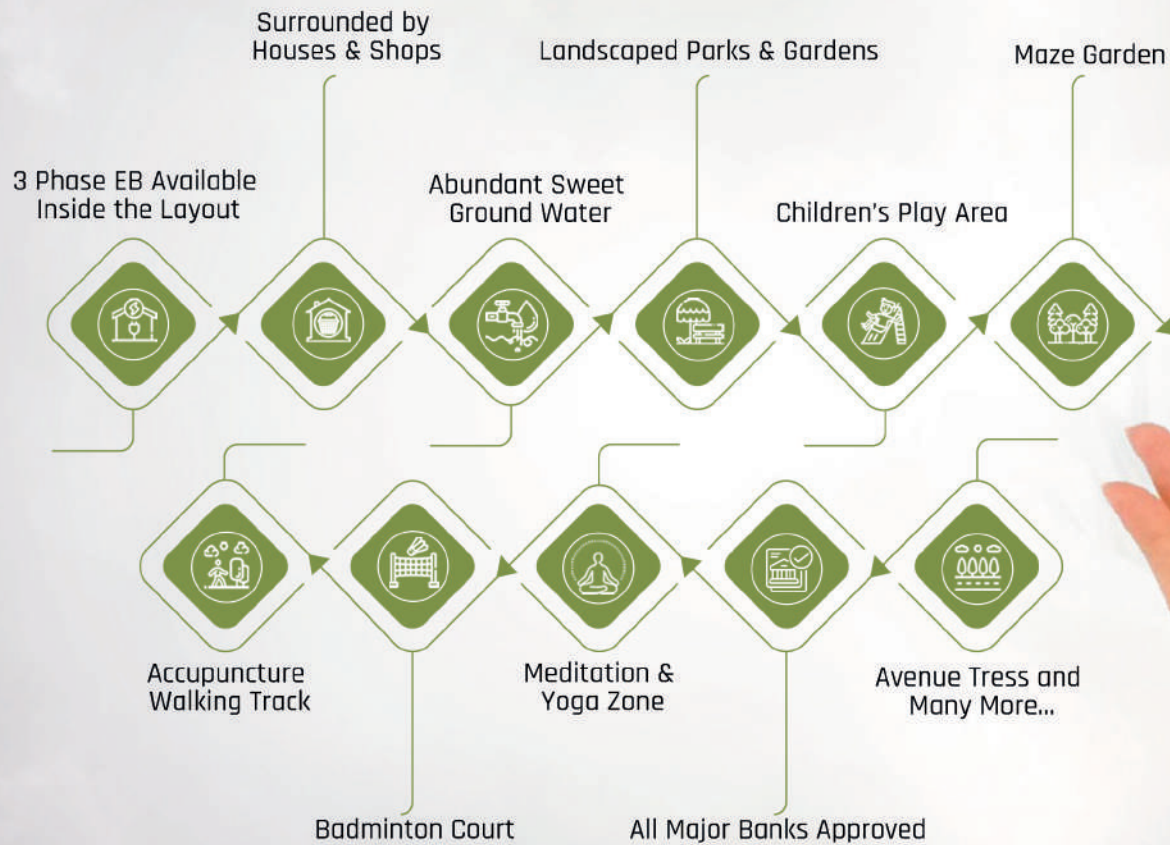 Surrounded by
Houses & Shops
Landscaped Parks & Gardens
Maze Garden
3 Phase EB Available
Inside the Layout
Abundant Sweet
Ground Water
Children's Play Area
Accupuncture
Walking Track
Meditation &
Yoga Zone
Avenue Tress and
Many More...
Badminton Court
All Major Banks Approved